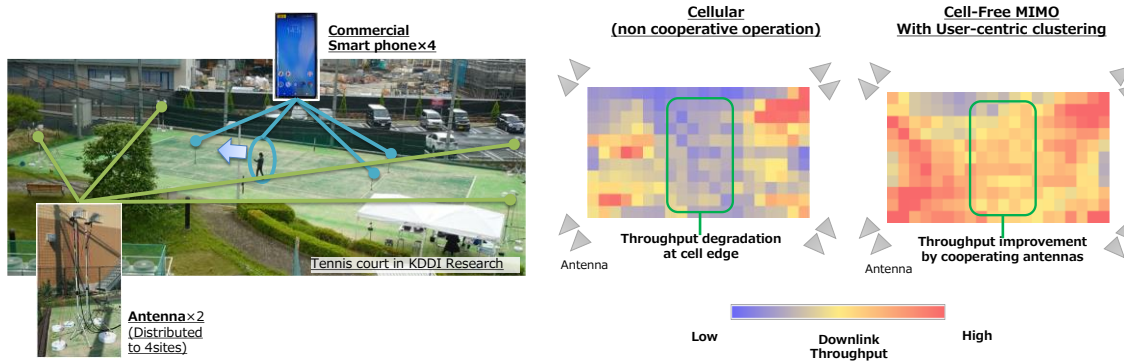 Commercial
Smart phone×4
Tennis court in KDDI Research
Antenna×2
(Distributed
to 4sites)
Cellular
(non cooperative operation)
Throughput degradation
at cell edge
Antenna
Cell-Free MIMO
With User-centric clustering
Throughput improvement
by cooperating antennas
Antenna
Low
Downlink
Throughput
High